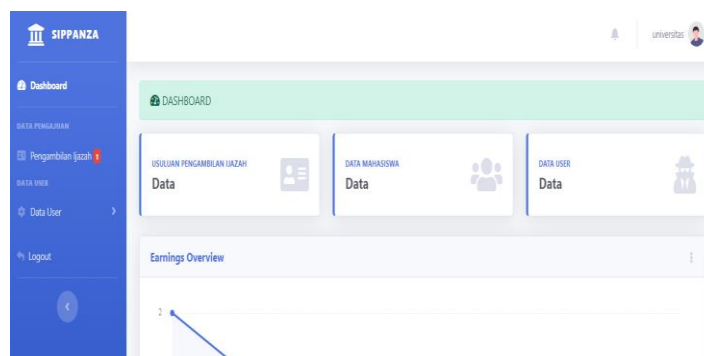 SIPPANZA
universitas
Dashboard
DASHBOARD
DATA PENGAJUAN
Pengambilan Ijazah
DATA USER
Data User
Logout
USULUAN PENGAMBILAN IJAZAH
Data
DATA MAHASISWA
Data
DATA USER
Data
Earnings Overview
2